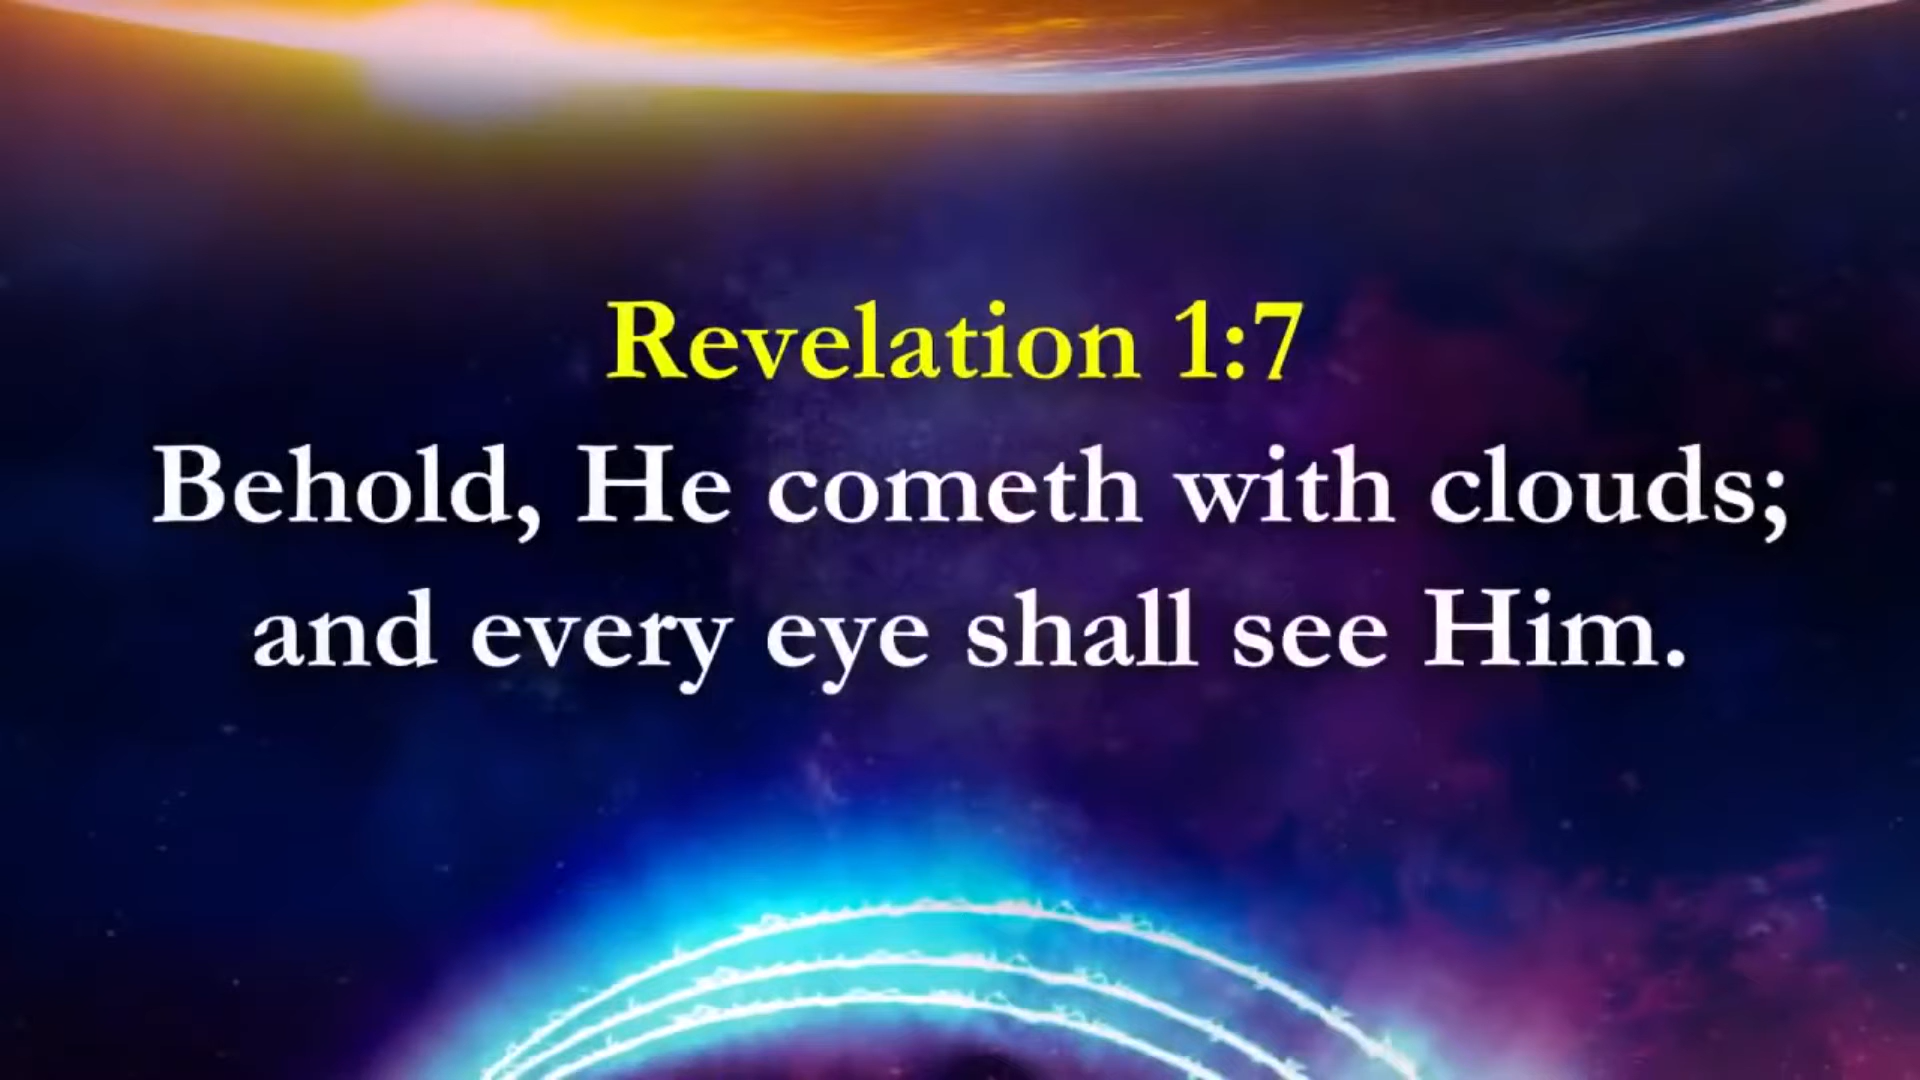 Revelation 1:7
Behold, He cometh with clouds;
and every eye shall see Him.